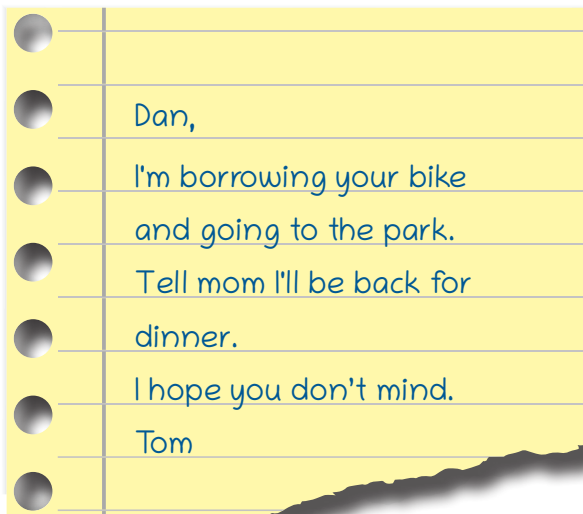 Dan,
I'm borrowing your bike
and going to the park.
Tell mom I'll be back for
dinner.
I hope you don't mind.
Tom